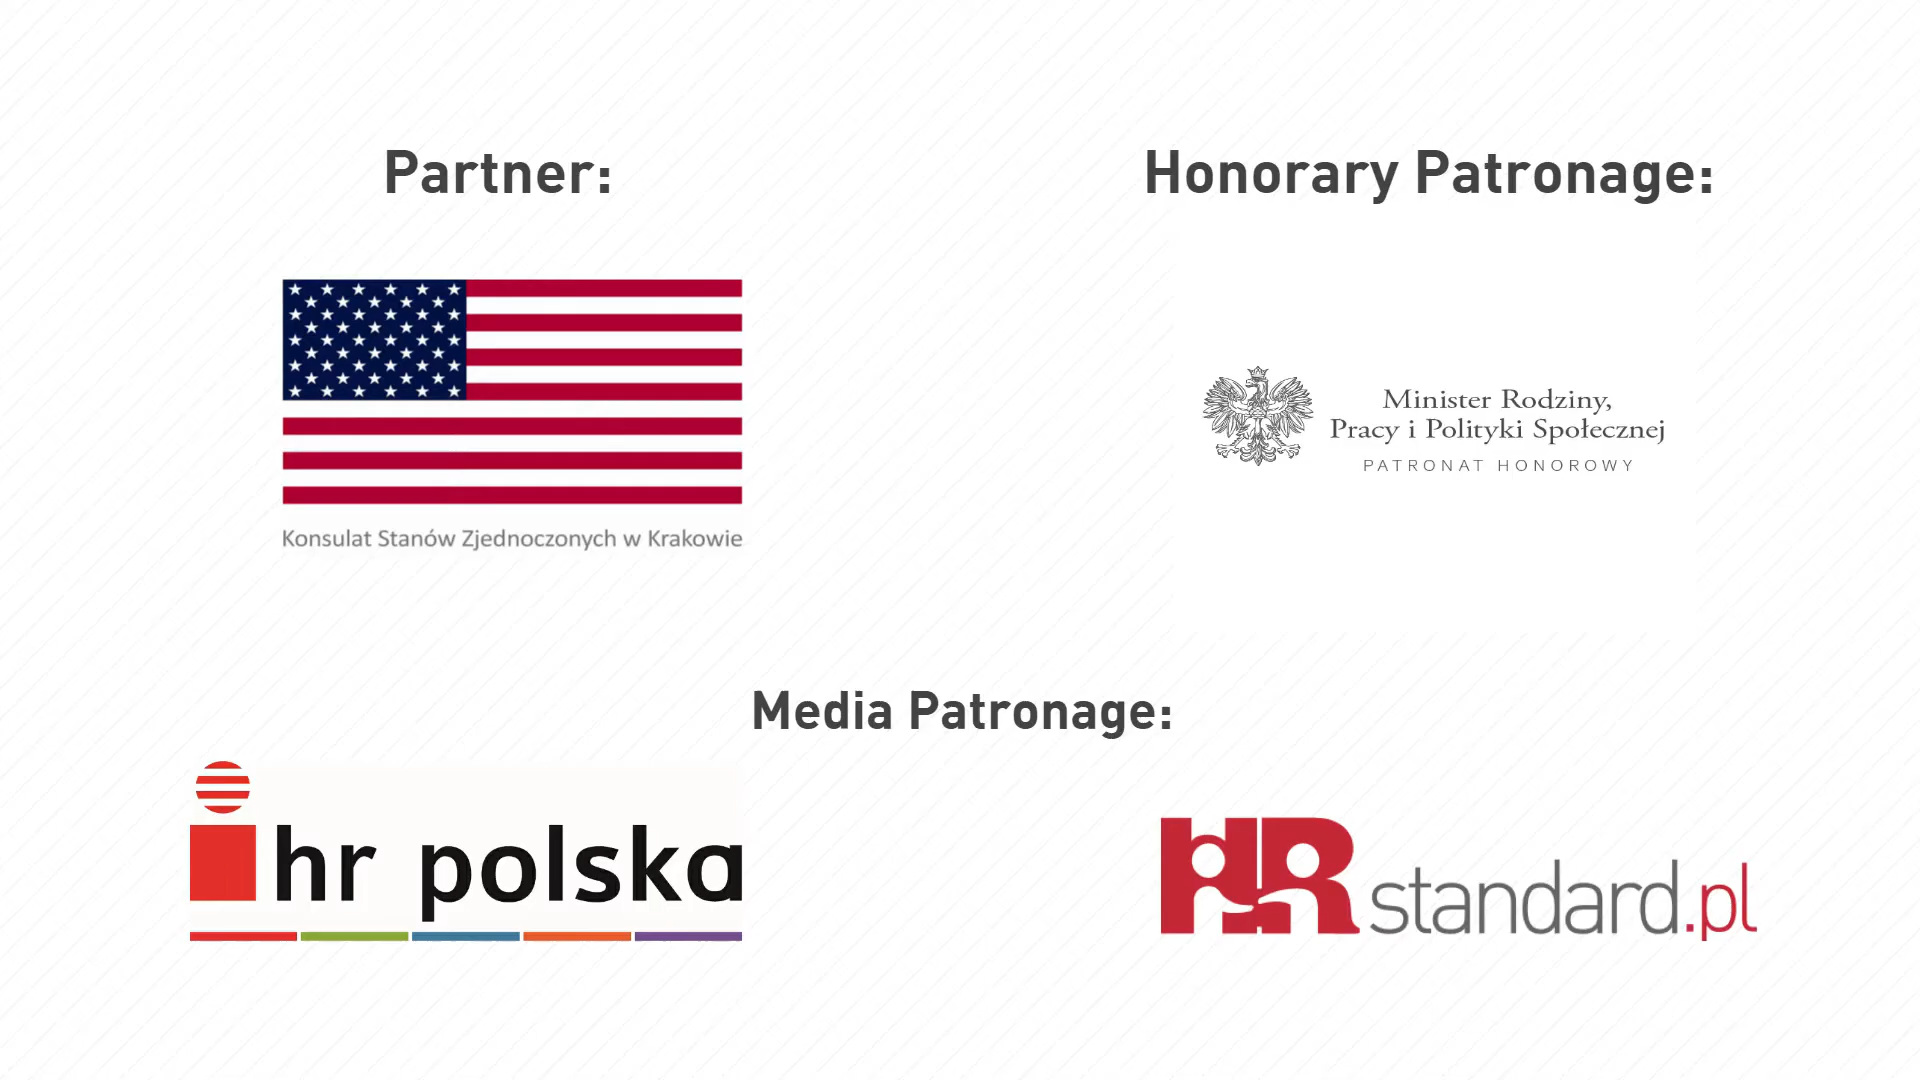 Partner:
Honorary Patronage:
Konsulat Stanów Zjednoczonych w Krakowie
Minister Rodziny,
Pracy i Polityki Społecznej
PATRONAT HONOROWY
Media Patronage:
hr polska
HR standard.pl